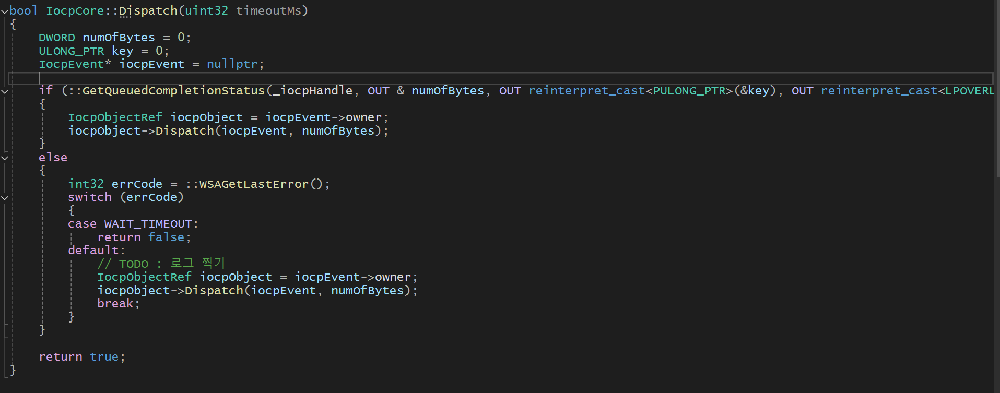 bool IocpCore::Dispatch(uint32 timeoutMs)
{
    DWORD numOfBytes = 0;
    ULONG_PTR key = 0;
    IocpEvent* iocpEvent = nullptr;
    if (::GetQueuedCompletionStatus(_iocpHandle, OUT & numOfBytes, OUT reinterpret_cast<PULONG_PTR>(&key), OUT reinterpret_cast<LPOVERL
    {
        IocpObjectRef iocpObject = iocpEvent->owner;
        iocpObject->Dispatch(iocpEvent, numOfBytes);
    }
    else
    {
        int32 errCode = ::WSAGetLastError();
        switch (errCode)
        {
        case WAIT_TIMEOUT:
            return false;
        default:
            // TODO : 로그 찍기
            IocpObjectRef iocpObject = iocpEvent->owner;
            iocpObject->Dispatch(iocpEvent, numOfBytes);
            break;
        }
    }
    return true;
}